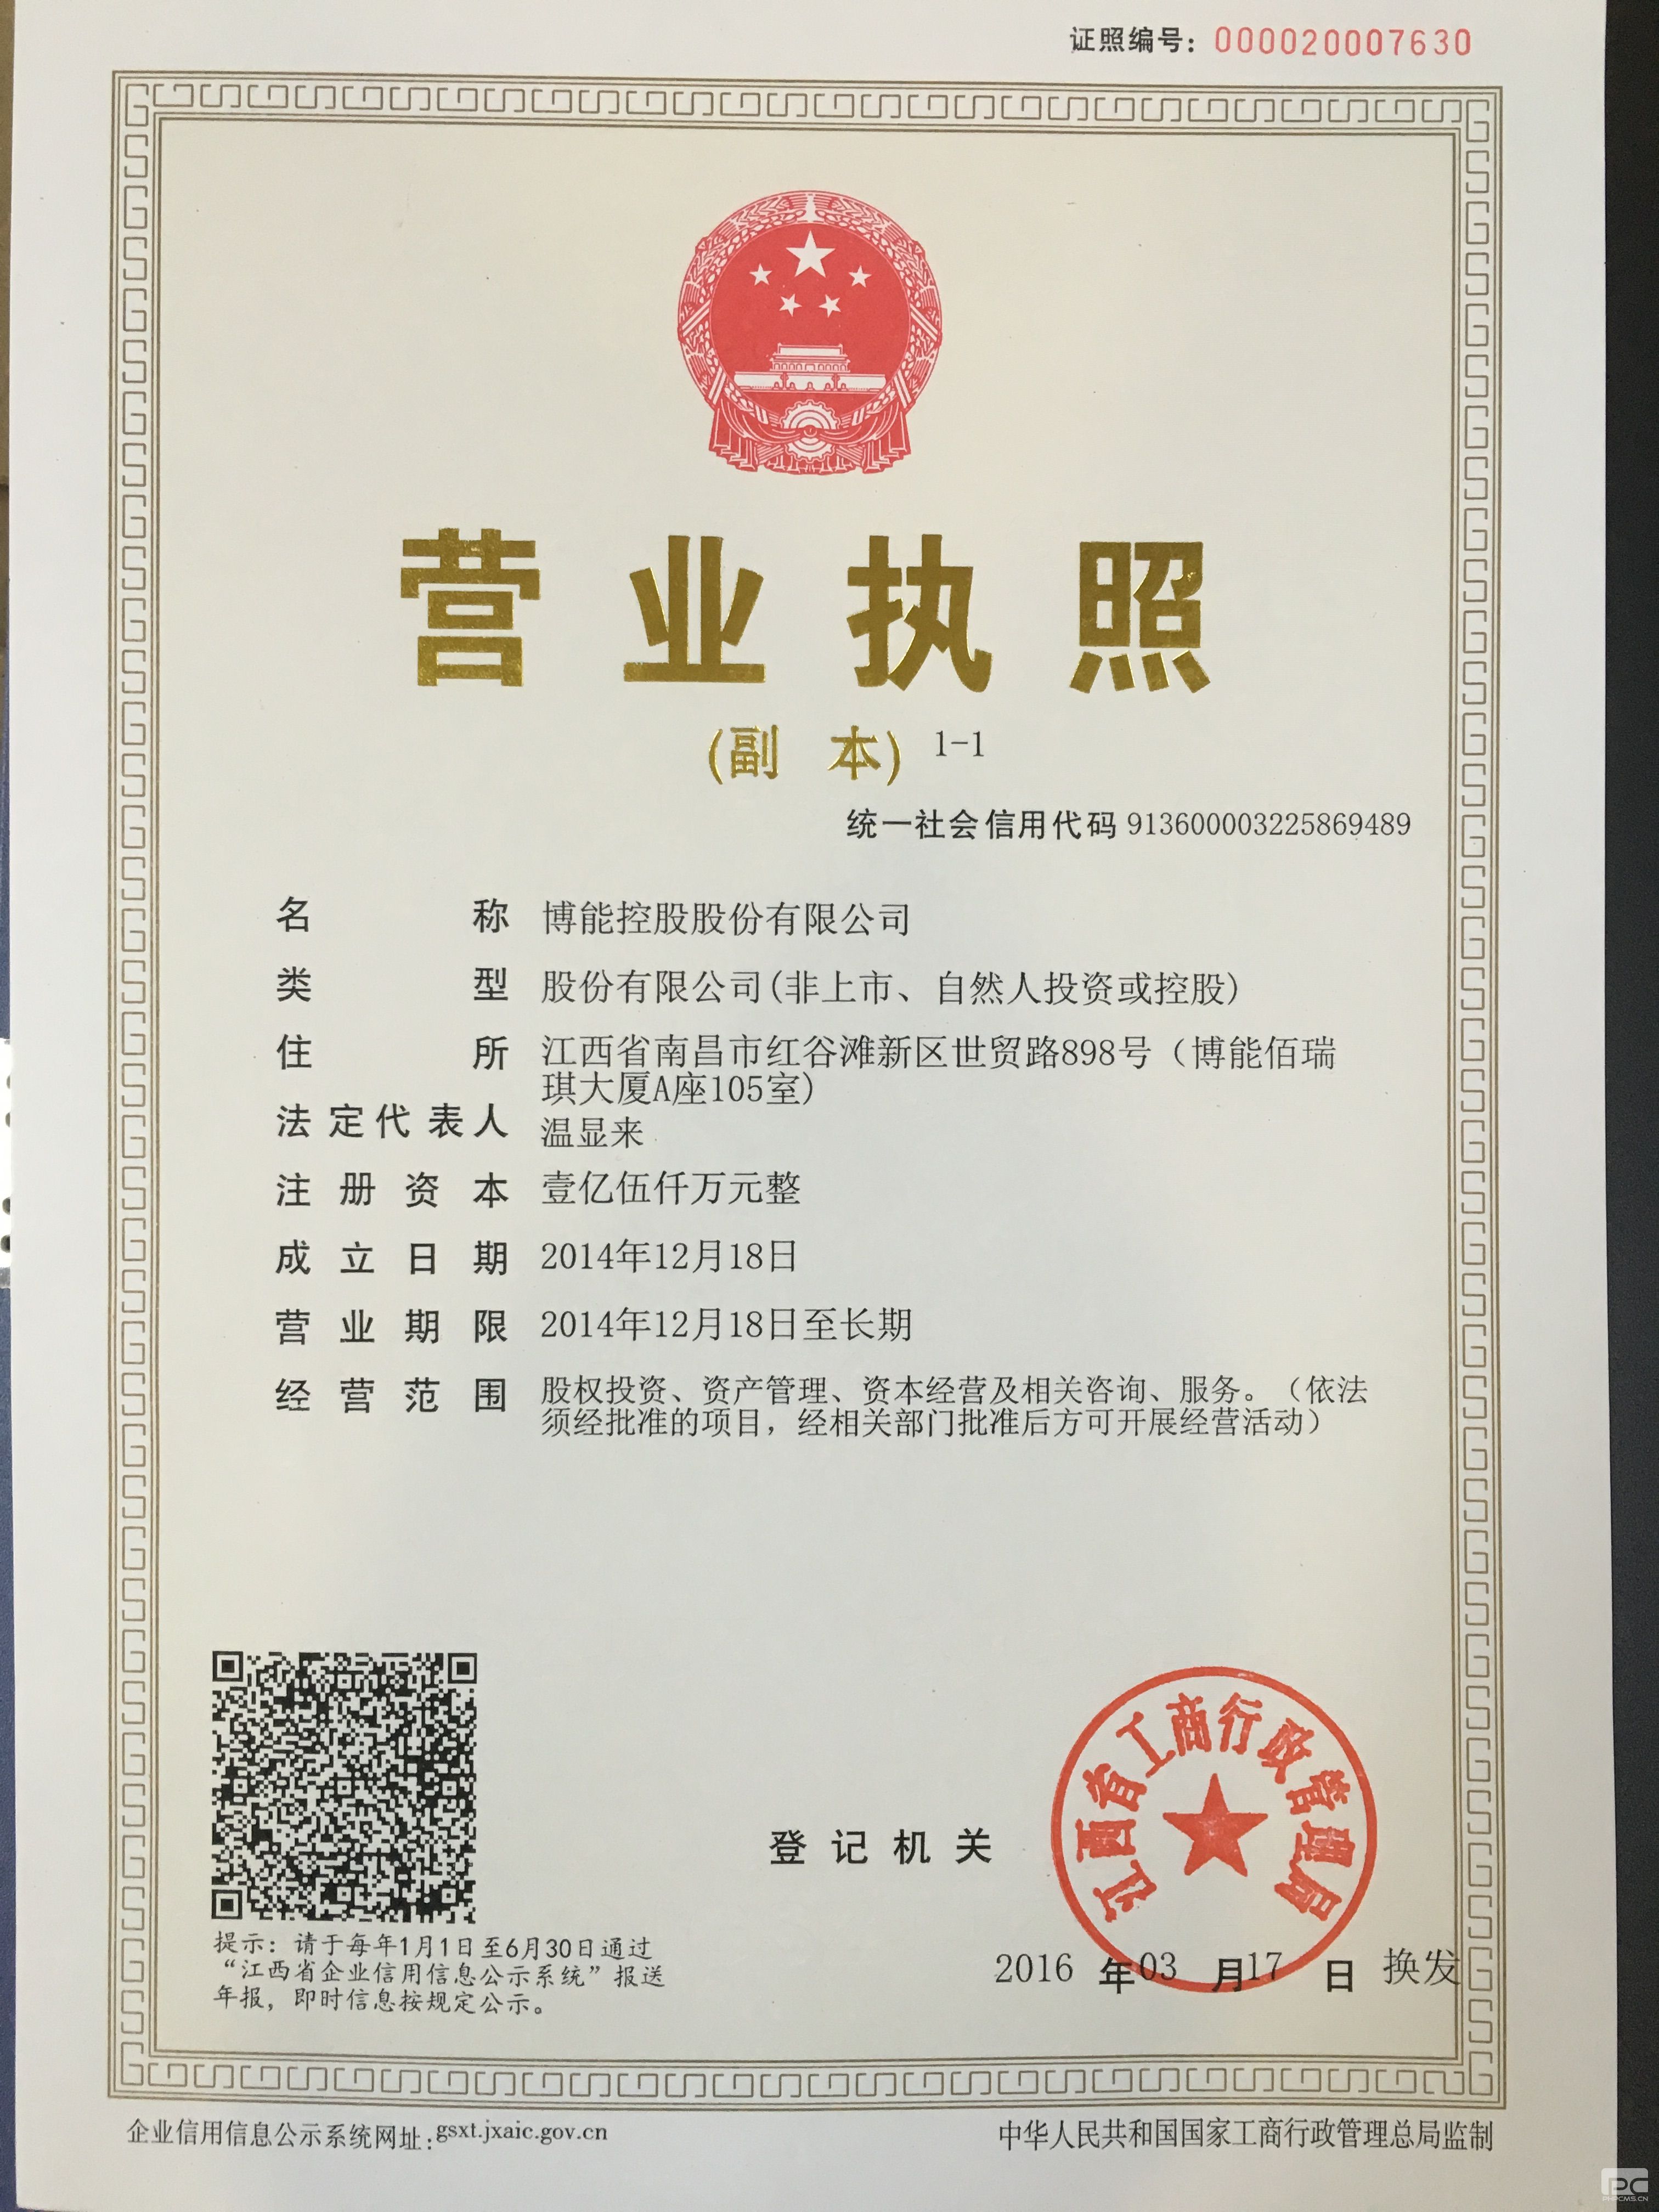 证照编号：000020007630
营业执照
(副 本) 1-1
统一社会信用代码 913600003225869489
名称 博能控股股份有限公司
类型 股份有限公司(非上市、自然人投资或控股)
住所 江西省南昌市红谷滩新区世贸路898号（博能佰瑞
琪大厦A座105室)
法定代表人 温显来
注册资本 壹亿伍仟万元整
成立日期 2014年12月18日
营业期限 2014年12月18日至长期
经营范围 股权投资、资产管理、资本经营及相关咨询、服务。（依法
须经批准的项目，经相关部门批准后方可开展经营活动）
江西省工商行政管理局
登记机关
提示：请于每年1月1日至6月30日通过
“江西省企业信用信息公示系统”报送
年报，即时信息按规定公示。
2016 年 03 月 17 日 换发
企业信用信息公示系统网址：gsxt.jxaic.gov.cn
中华人民共和国国家工商行政管理总局监制
PC
PHPCMS.CN